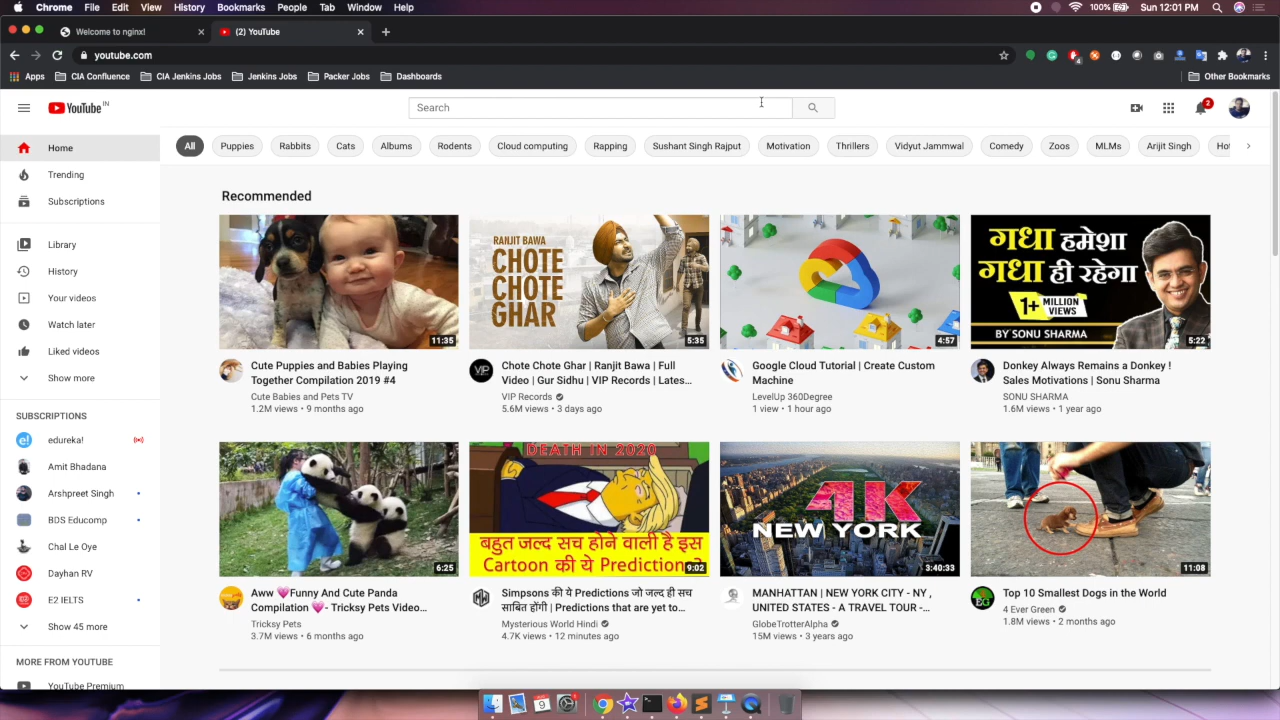 Chrome File Edit View History Bookmarks People Tab Window Help 100% Sun 12:01 PM
Welcome to nginx! (2) YouTube
youtube.com
Apps CIA Confluence CIA Jenkins Jobs Jenkins Jobs Packer Jobs Dashboards Other Bookmarks
YouTube IN
Search
2
Home
Trending
Subscriptions
Library
History
Your videos
Watch later
Liked videos
Show more
SUBSCRIPTIONS
edureka!
Amit Bhadana
Arshpreet Singh
BDS Educomp
Chal Le Oye
Dayhan RV
E2 IELTS
Show 45 more
MORE FROM YOUTUBE
YouTube Premium
All Puppies Rabbits Cats Albums Rodents Cloud computing Rapping Sushant Singh Rajput Motivation Thrillers Vidyut Jammwal Comedy Zoos MLMs Arijit Singh
Recommended
11:35
Cute Puppies and Babies Playing
Together Compilation 2019 #4
Cute Babies and Pets TV
1.2M views • 9 months ago
RANJIT BAWA
CHOTE
CHOTE
GHAR
5:35
VIP
Chote Chote Ghar | Ranjit Bawa | Full
Video | Gur Sidhu | VIP Records | Lates...
VIP Records
5.6M views • 3 days ago
4:57
Google Cloud Tutorial | Create Custom
Machine
LevelUp 360Degree
1 view • 1 hour ago
गधा हमेशा
गधा ही रहेगा
1+ MILLION
VIEWS
BY SONU SHARMA
5:22
Donkey Always Remains a Donkey !
Sales Motivations | Sonu Sharma
SONU SHARMA
1.6M views • 1 year ago
6:25
Aww 💗Funny And Cute Panda
Compilation 💗- Tricksy Pets Video...
Tricksy Pets
3.7M views • 6 months ago
DEATH IN 2020
बहुत जल्द सच होने वाली है इस
Cartoon की ये Prediction
9:02
Simpsons की ये Predictions जो जल्द ही सच
साबित होंगी | Predictions that are yet to...
Mysterious World Hindi
4.7K views • 12 minutes ago
4K
NEW YORK
3:40:33
MANHATTAN | NEW YORK CITY - NY ,
UNITED STATES - A TRAVEL TOUR -...
GlobeTrotterAlpha
15M views • 3 years ago
11:08
EG
Top 10 Smallest Dogs in the World
4 Ever Green
1.8M views • 2 months ago